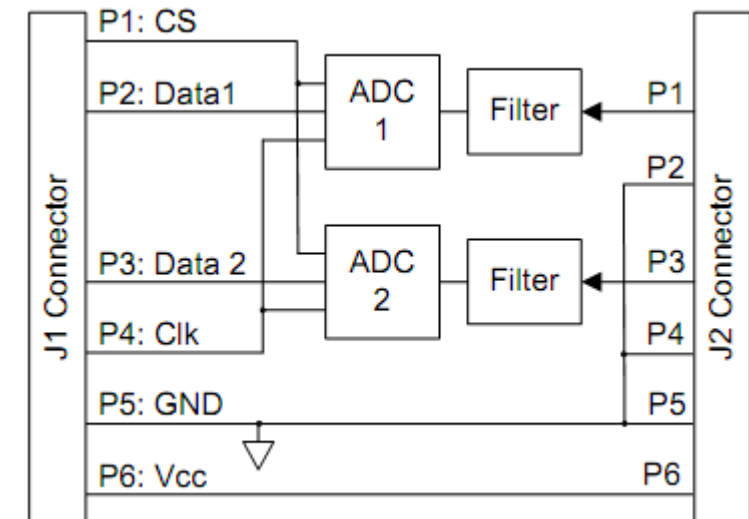 P1: CS
P2: Data1
P3: Data 2
P4: Clk
P5: GND
P6: Vcc
J1 Connector
ADC
1
Filter
ADC
2
Filter
P1
P2
P3
P4
P5
P6
J2 Connector